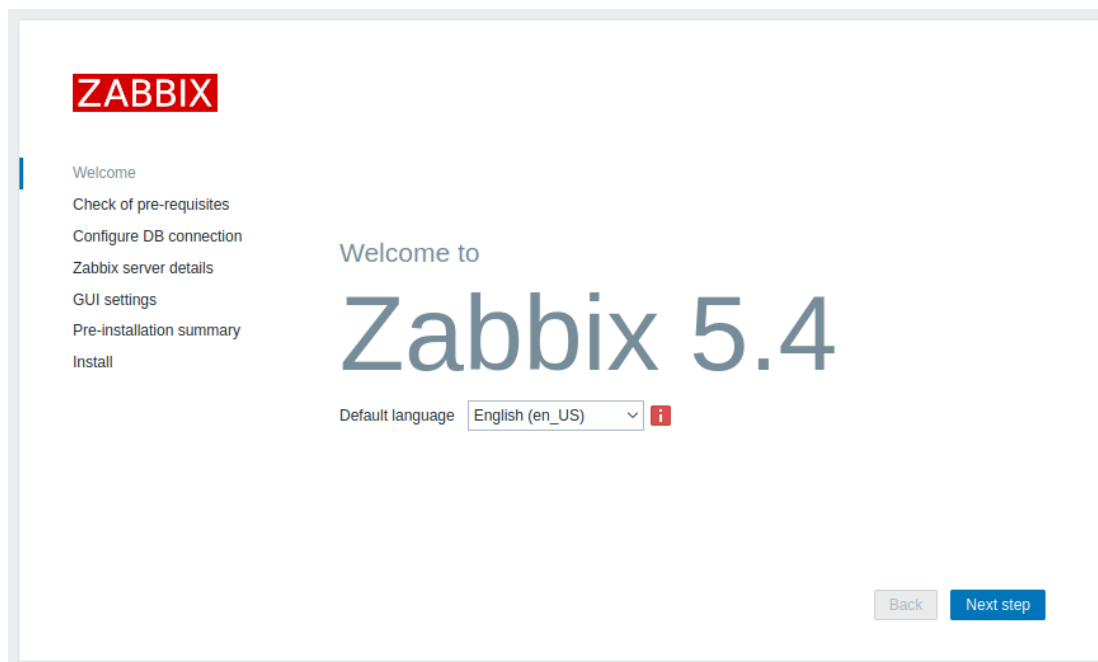 ZABBIX
Welcome
Check of pre-requisites
Configure DB connection
Zabbix server details
GUI settings
Pre-installation summary
Install
Welcome to
Zabbix 5.4
Default language English (en_US) i
Back Next step